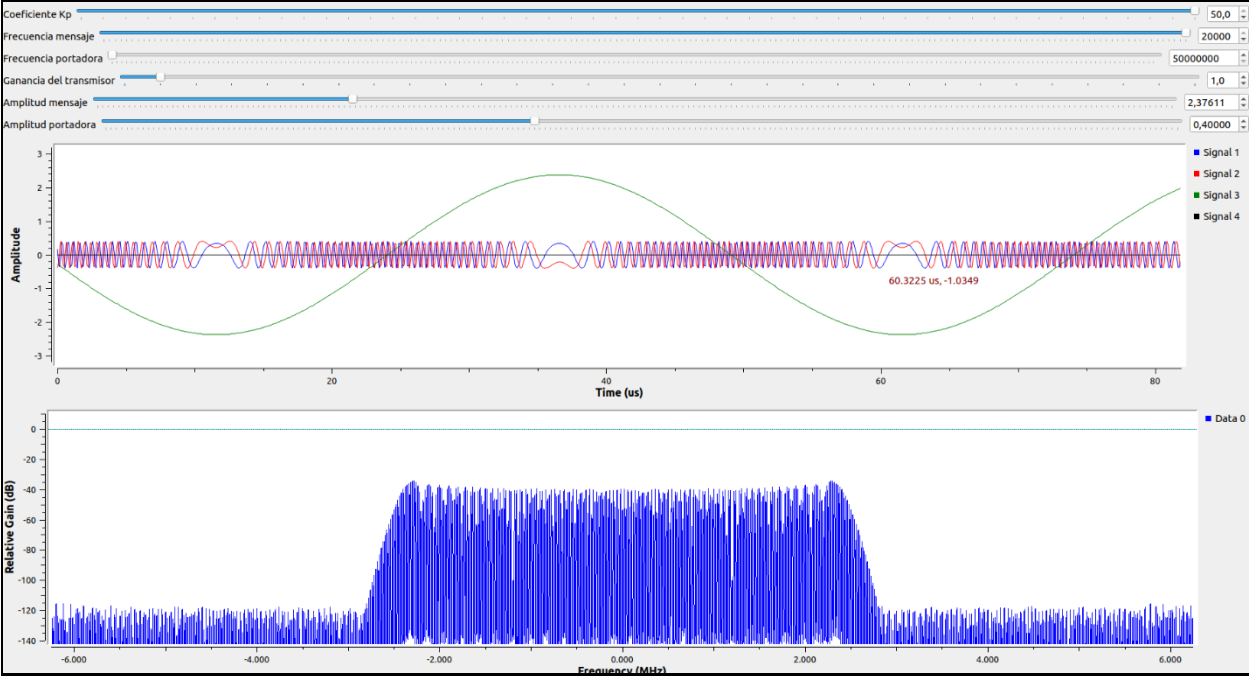 Coeficiente Kp 50,0
Frecuencia mensaje 20000
Frecuencia portadora 50000000
Ganancia del transmisor 1,0
Amplitud mensaje 2,37611
Amplitud portadora 0,40000
3
2
1
0
-1
-2
-3
Amplitude
Signal 1
Signal 2
Signal 3
Signal 4
60.3225 us, -1.0349
0 20 40 60 80
Time (us)
0
-20
-40
-60
-80
-100
-120
-140
Relative Gain (dB)
Data 0
-6.000 -4.000 -2.000 0.000 2.000 4.000 6.000
Frequency (MHz)